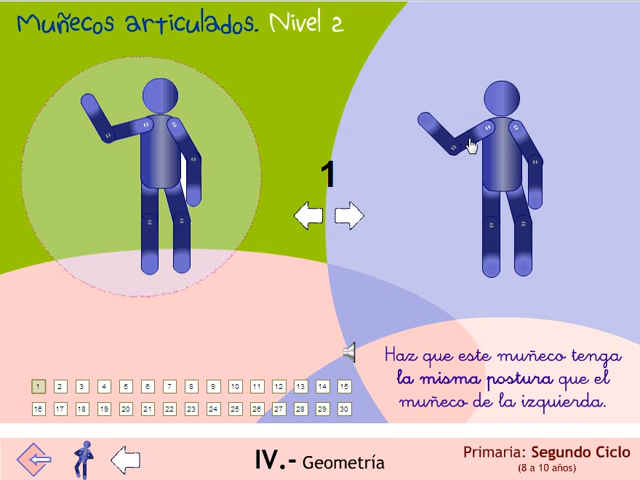 Muñecos articulados. Nivel 2
1
Haz que este muñeco tenga
la misma postura que el
muñeco de la izquierda.
1 2 3 4 5 6 7 8 9 10 11 12 13 14 15
16 17 18 19 20 21 22 23 24 25 26 27 28 29 30
IV.- Geometría
Primaria: Segundo Ciclo
(8 a 10 años)